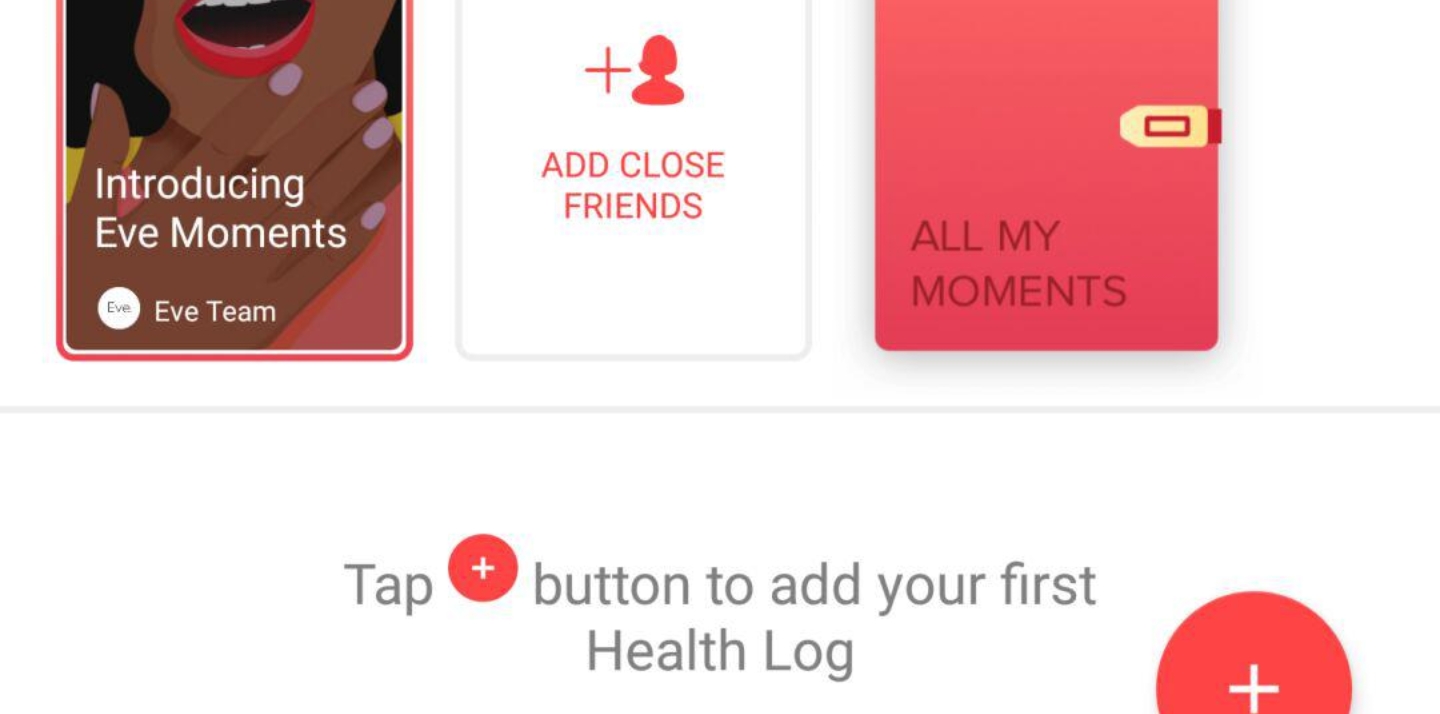 Introducing
Eve Moments
Eve.
Eve Team
ADD CLOSE
FRIENDS
ALL MY
MOMENTS
Tap + button to add your first
Health Log
+